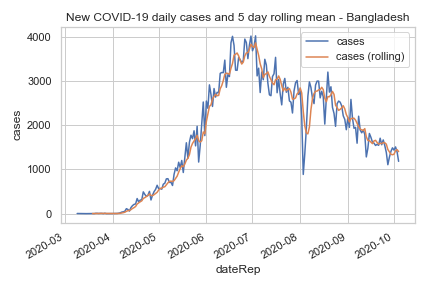 New COVID-19 daily cases and 5 day rolling mean - Bangladesh
cases
cases (rolling)
4000
3000
2000
1000
0
cases
2020-03
2020-04
2020-05
2020-06
2020-07
2020-08
2020-09
2020-10
dateRep